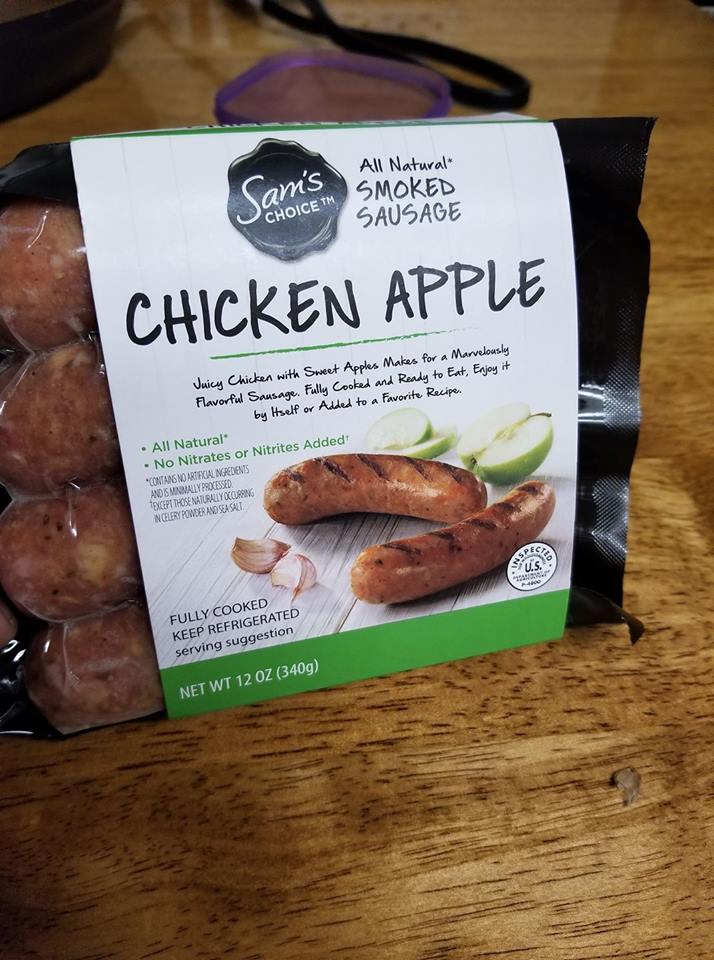 Sam's
CHOICE™
All Natural*
SMOKED
SAUSAGE
CHICKEN APPLE
Juicy Chicken with Sweet Apples Makes for a Marvelously
Flavorful Sausage. Fully Cooked and Ready to Eat, Enjoy it
by Itself or Added to a Favorite Recipe.
• All Natural*
• No Nitrates or Nitrites Added†
*CONTAINS NO ARTIFICIAL INGREDIENTS
AND IS MINIMALLY PROCESSED.
†EXCEPT THOSE NATURALLY OCCURRING
IN CELERY POWDER AND SEA SALT.
INSPECTED
U.S.
DEPARTMENT OF
AGRICULTURE
FULLY COOKED
KEEP REFRIGERATED
serving suggestion
NET WT 12 OZ (340g)